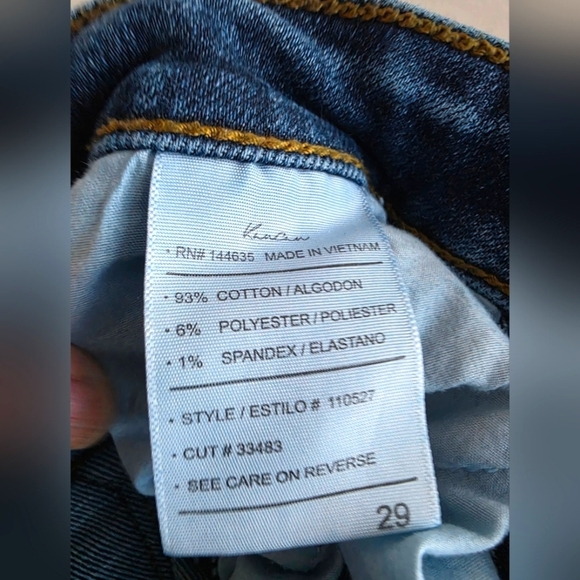 Kancan
· RN# 144635 MADE IN VIETNAM
· 93% COTTON / ALGODON
· 6% POLYESTER / POLIESTER
· 1% SPANDEX / ELASTANO
· STYLE / ESTILO # 110527
· CUT # 33483
· SEE CARE ON REVERSE
29